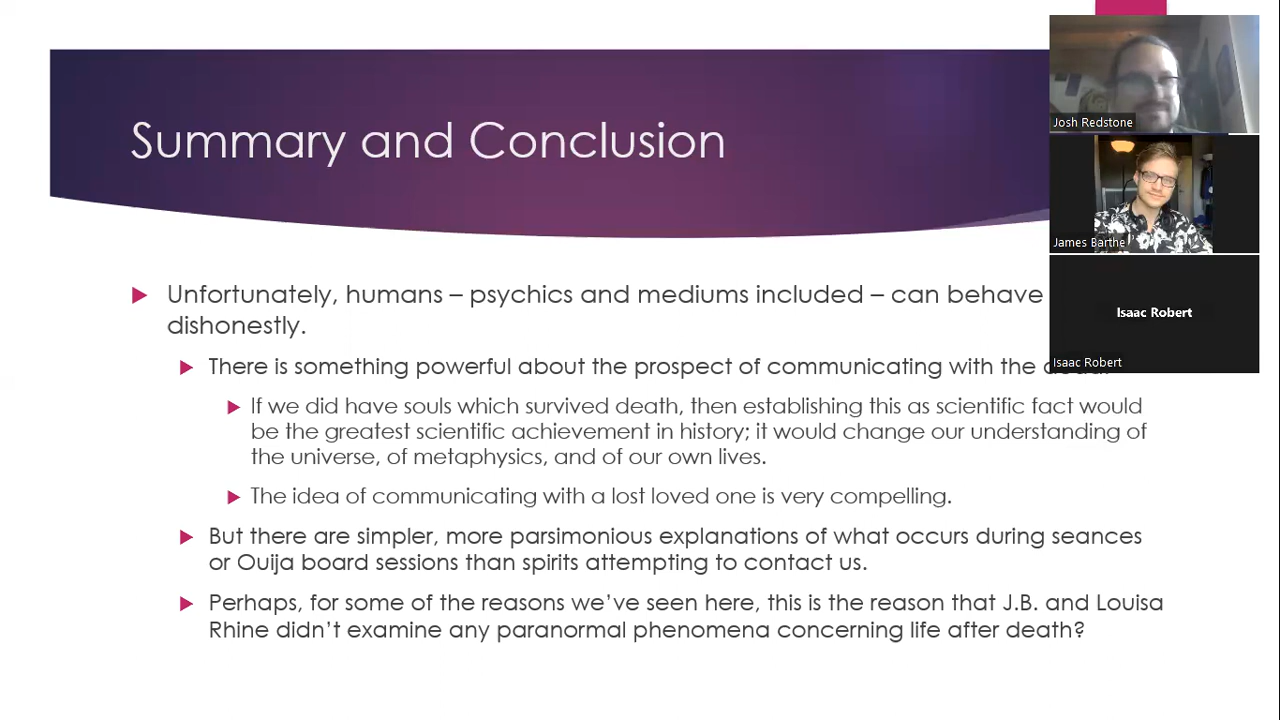 Summary and Conclusion
Unfortunately, humans – psychics and mediums included – can behave
dishonestly.
There is something powerful about the prospect of communicating with the
If we did have souls which survived death, then establishing this as scientific fact would
be the greatest scientific achievement in history; it would change our understanding of
the universe, of metaphysics, and of our own lives.
The idea of communicating with a lost loved one is very compelling.
But there are simpler, more parsimonious explanations of what occurs during seances
or Ouija board sessions than spirits attempting to contact us.
Perhaps, for some of the reasons we’ve seen here, this is the reason that J.B. and Louisa
Rhine didn’t examine any paranormal phenomena concerning life after death?
Josh Redstone
James Barthe
Isaac Robert
Isaac Robert